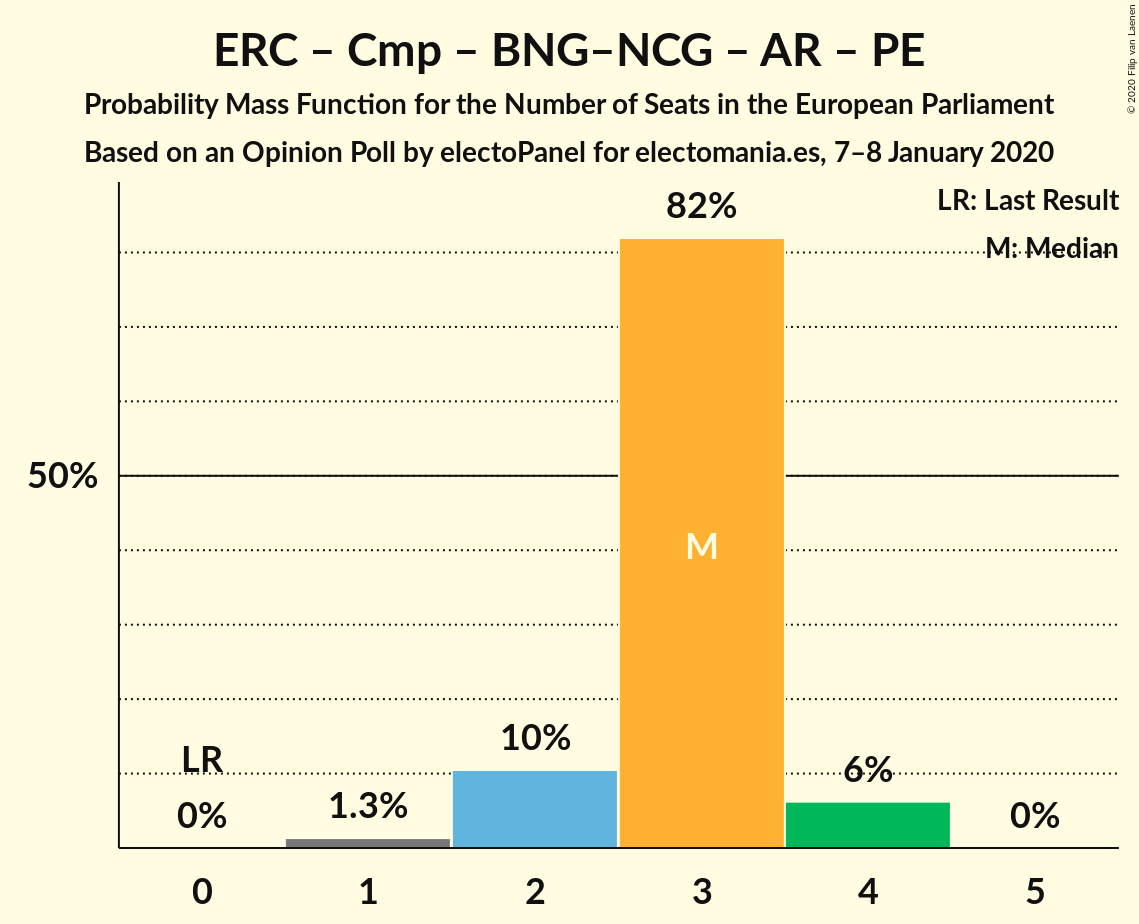 ERC – Cmp – BNG–NCG – AR – PE
Probability Mass Function for the Number of Seats in the European Parliament
Based on an Opinion Poll by electoPanel for electomania.es, 7–8 January 2020
© 2020 Filip van Laenen
LR: Last Result
M: Median
82%
50%
M
10%
LR
6%
1.3%
0%
0%
0 1 2 3 4 5